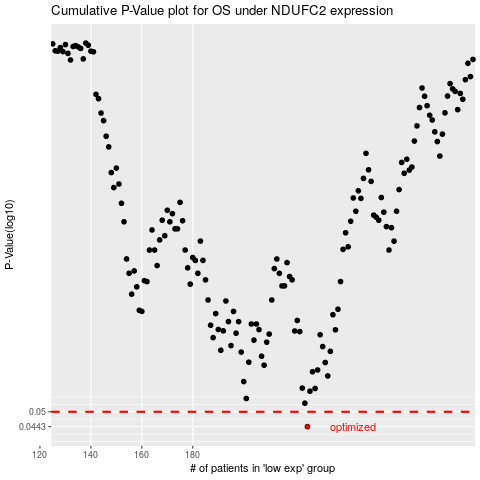 Cumulative P-Value plot for OS under NDUFC2 expression
P-Value(log10)
0.05
0.0443
optimized
120 140 160 180
# of patients in 'low exp' group